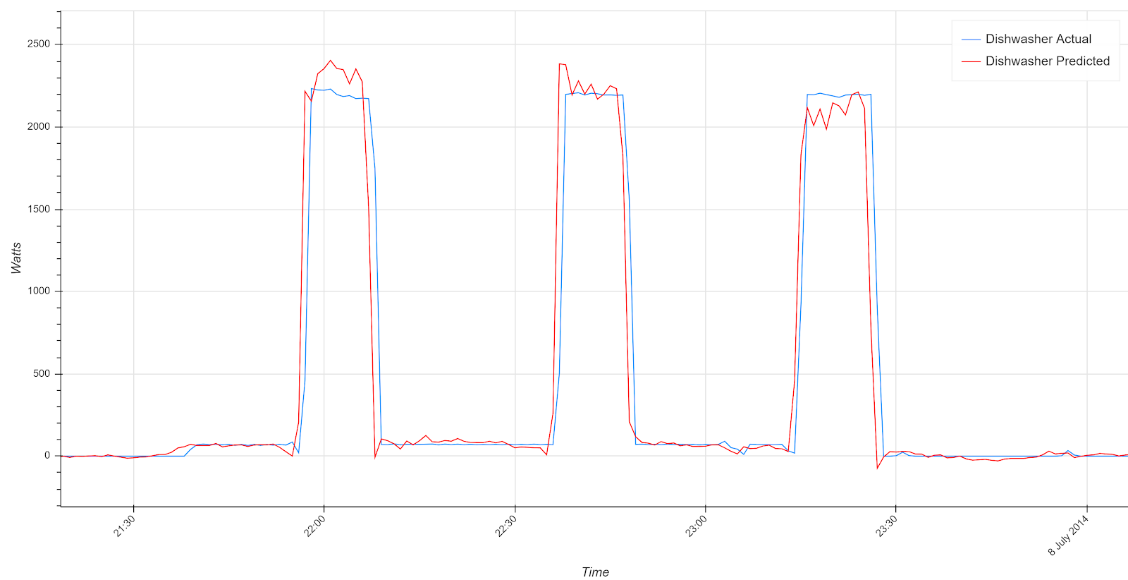 Dishwasher Actual
Dishwasher Predicted
2500
2000
1500
1000
500
0
Watts
21:30
22:00
22:30
23:00
23:30
8 July 2014
Time